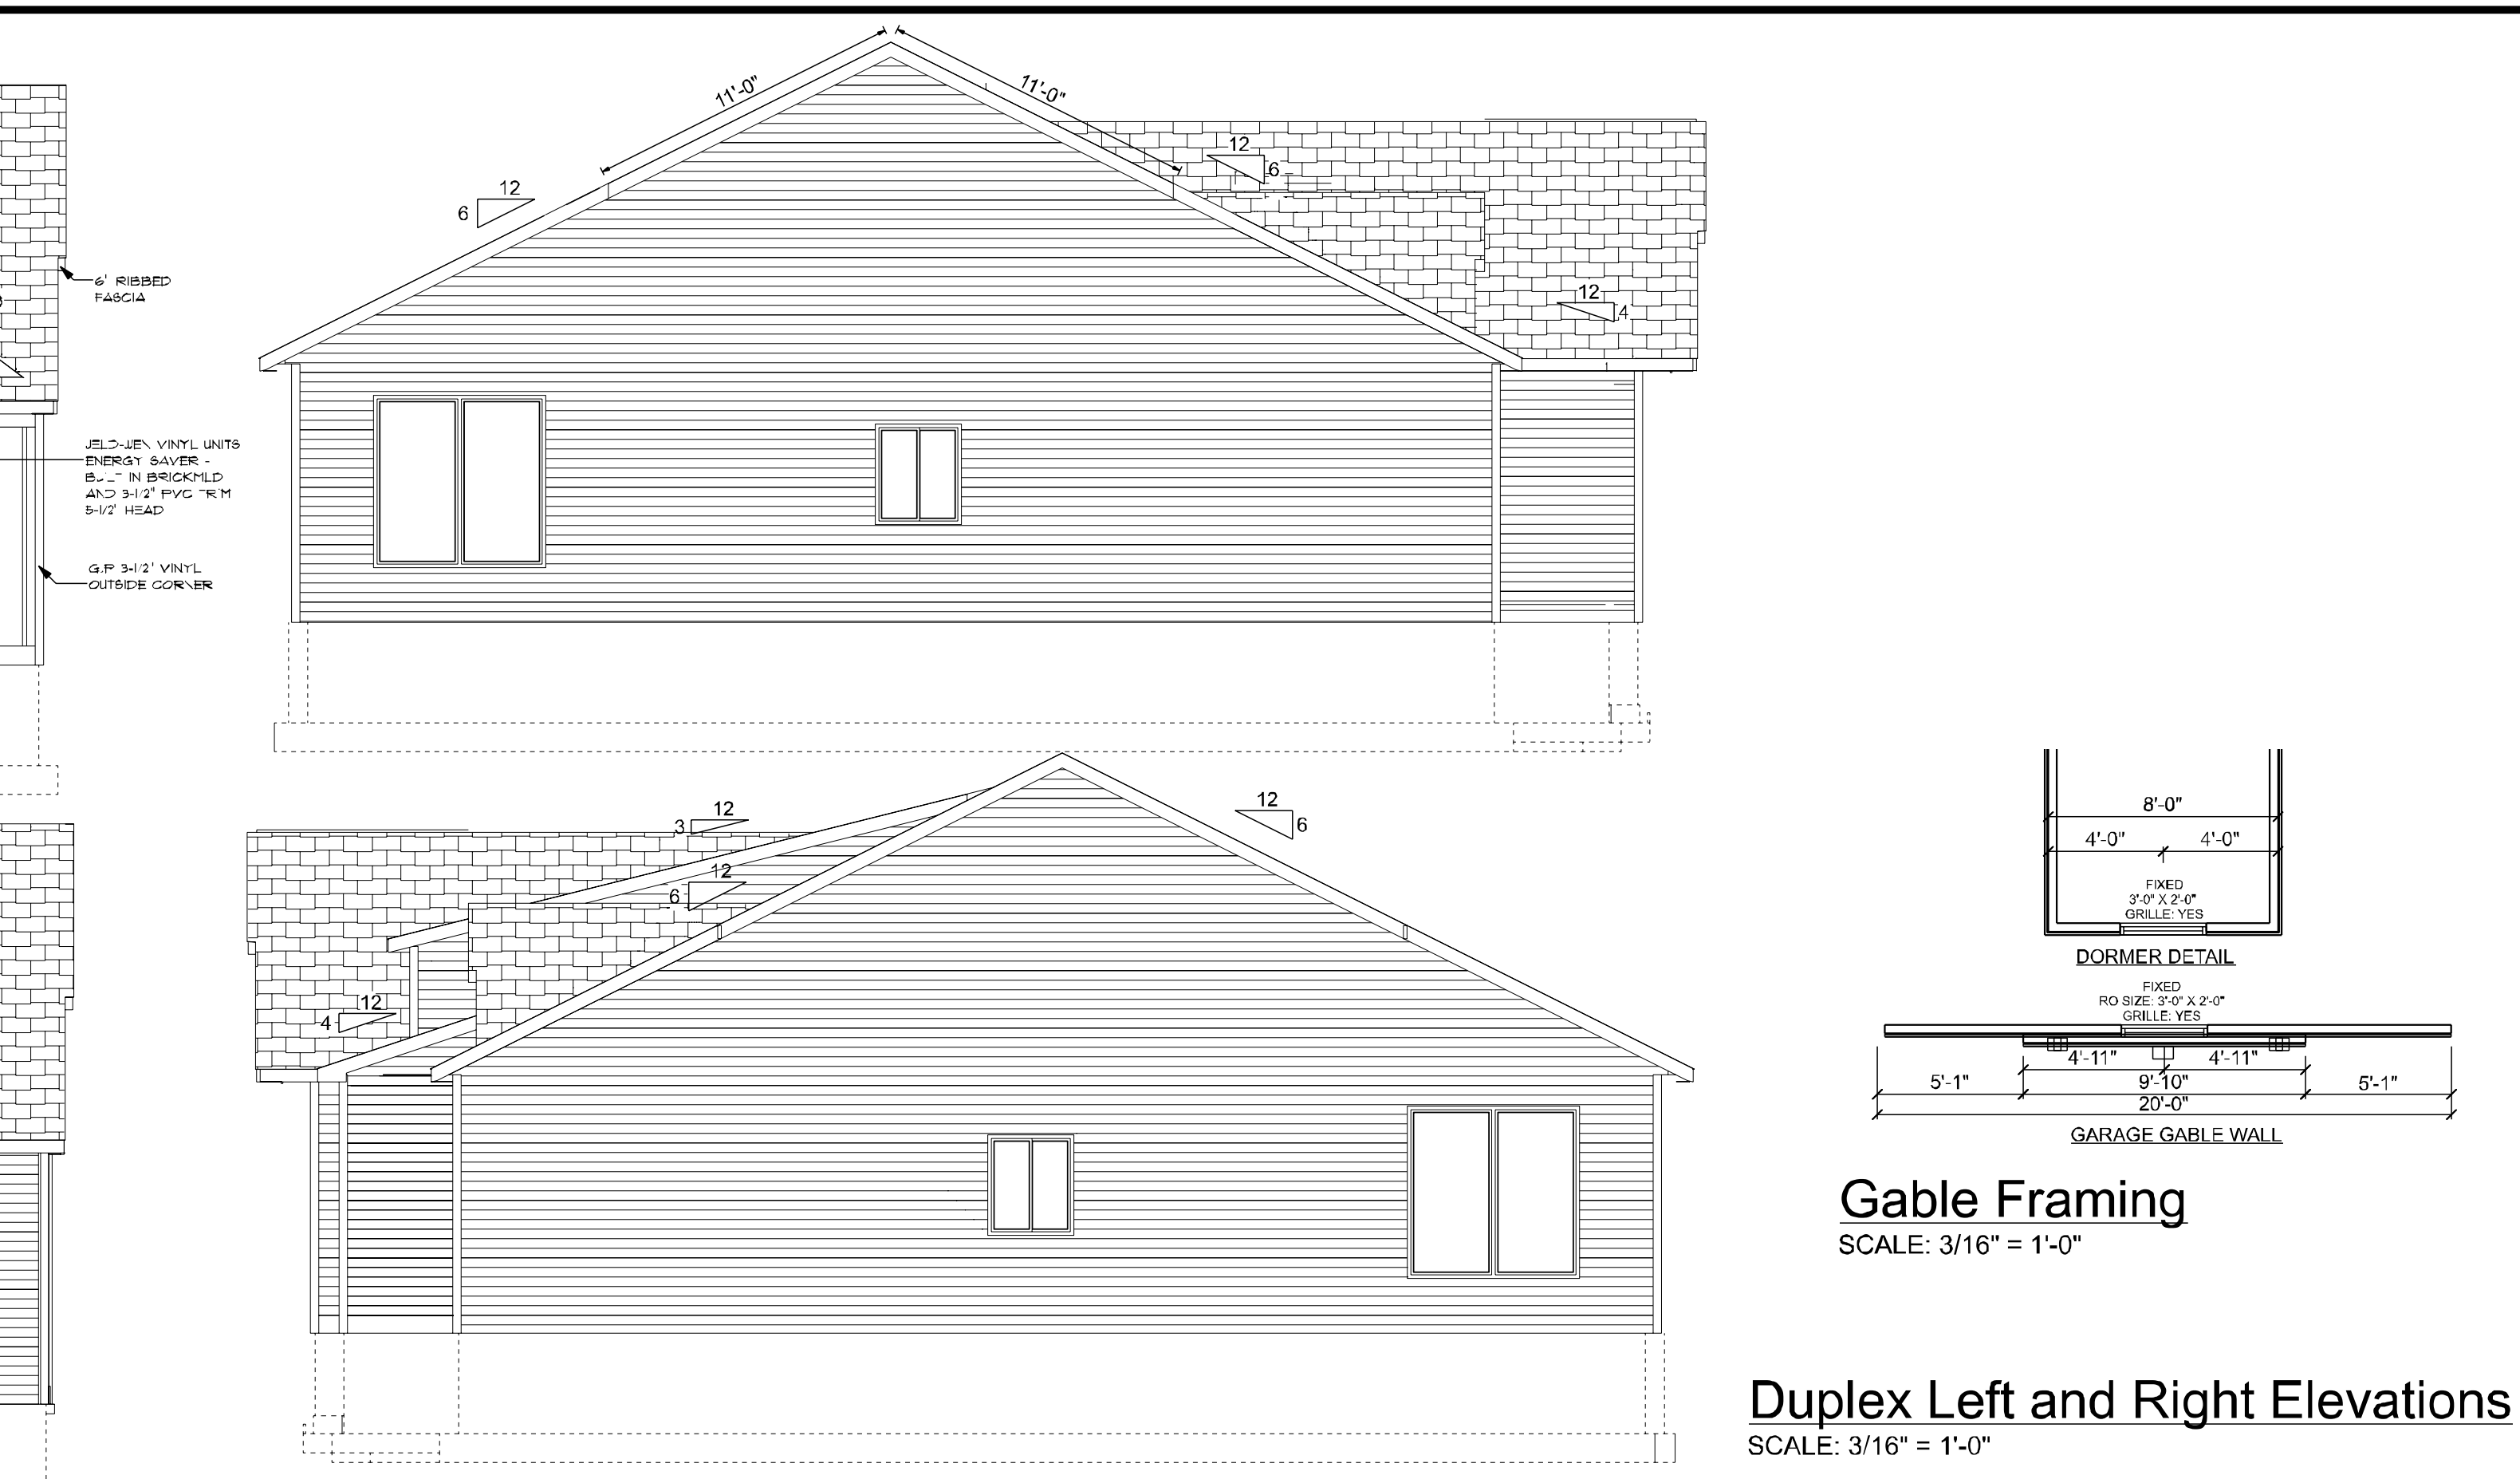 11'-0"
11'-0"
12
6
12
6
12
4
6' RIBBED
FASCIA
VINYL UNITS
ENERGY SAVER -
IN BRICKMLD
AND 3-1/2" PVC
5-1/2' HEAD
G.P 3-1/2' VINYL
OUTSIDE CORNER
12
3
12
6
12
4
12
6
8'-0"
4'-0"
4'-0"
FIXED
3'-0" X 2'-0"
GRILLE: YES
DORMER DETAIL
FIXED
RO SIZE: 3'-0" X 2'-0"
GRILLE: YES
4'-11"
4'-11"
5'-1"
9'-10"
5'-1"
20'-0"
GARAGE GABLE WALL
Gable Framing
SCALE: 3/16" = 1'-0"
Duplex Left and Right Elevations
SCALE: 3/16" = 1'-0"